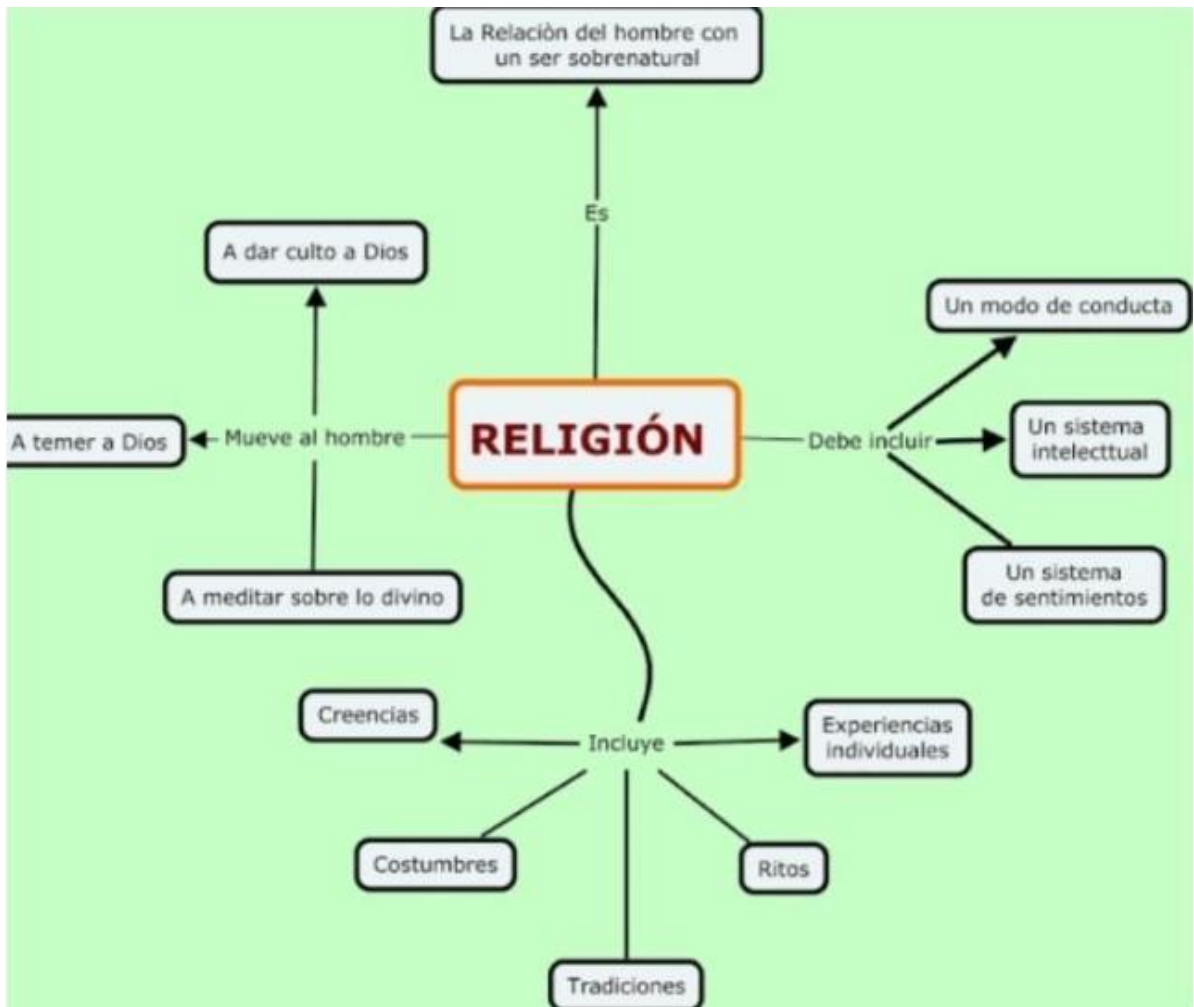 La Relaciòn del hombre con
un ser sobrenatural
Es
A dar culto a Dios
Un modo de conducta
A temer a Dios
Mueve al hombre
RELIGIÓN
Debe incluir
Un sistema
intelecttual
A meditar sobre lo divino
Un sistema
de sentimientos
Creencias
Incluye
Experiencias
individuales
Costumbres
Ritos
Tradiciones